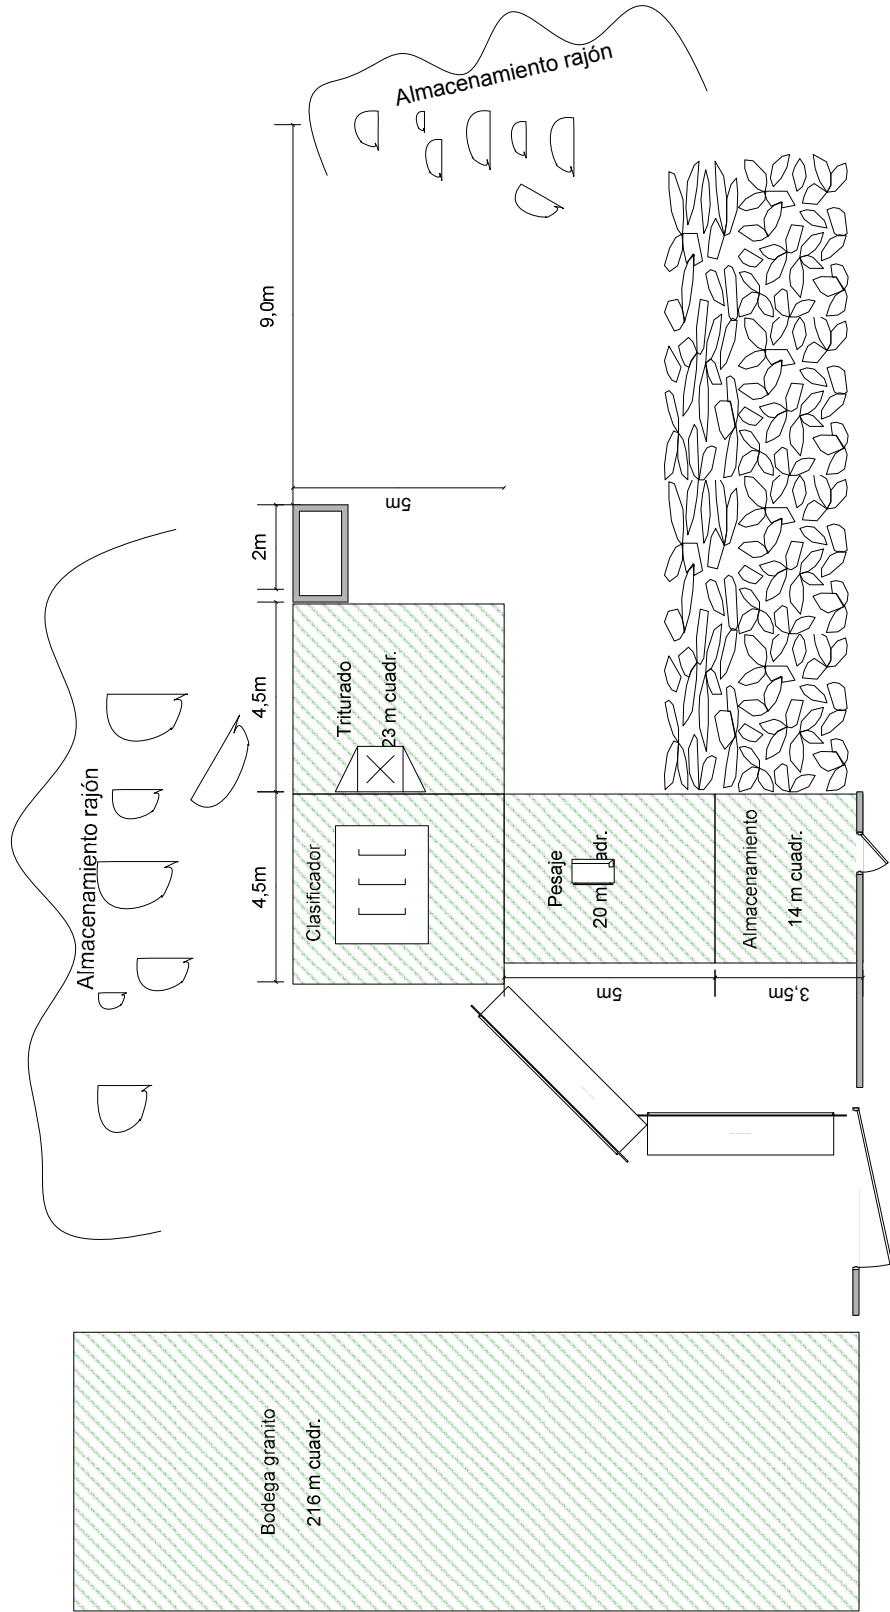 Almacenamiento rajón
9,0m
5m
2m
4,5m
Triturado
23 m cuadr.
Almacenamiento rajón
4,5m
Clasificador
Pesaje
20 m
adr.
Almacenamiento
14 m cuadr.
5m
3,5m
Bodega granito
216 m cuadr.